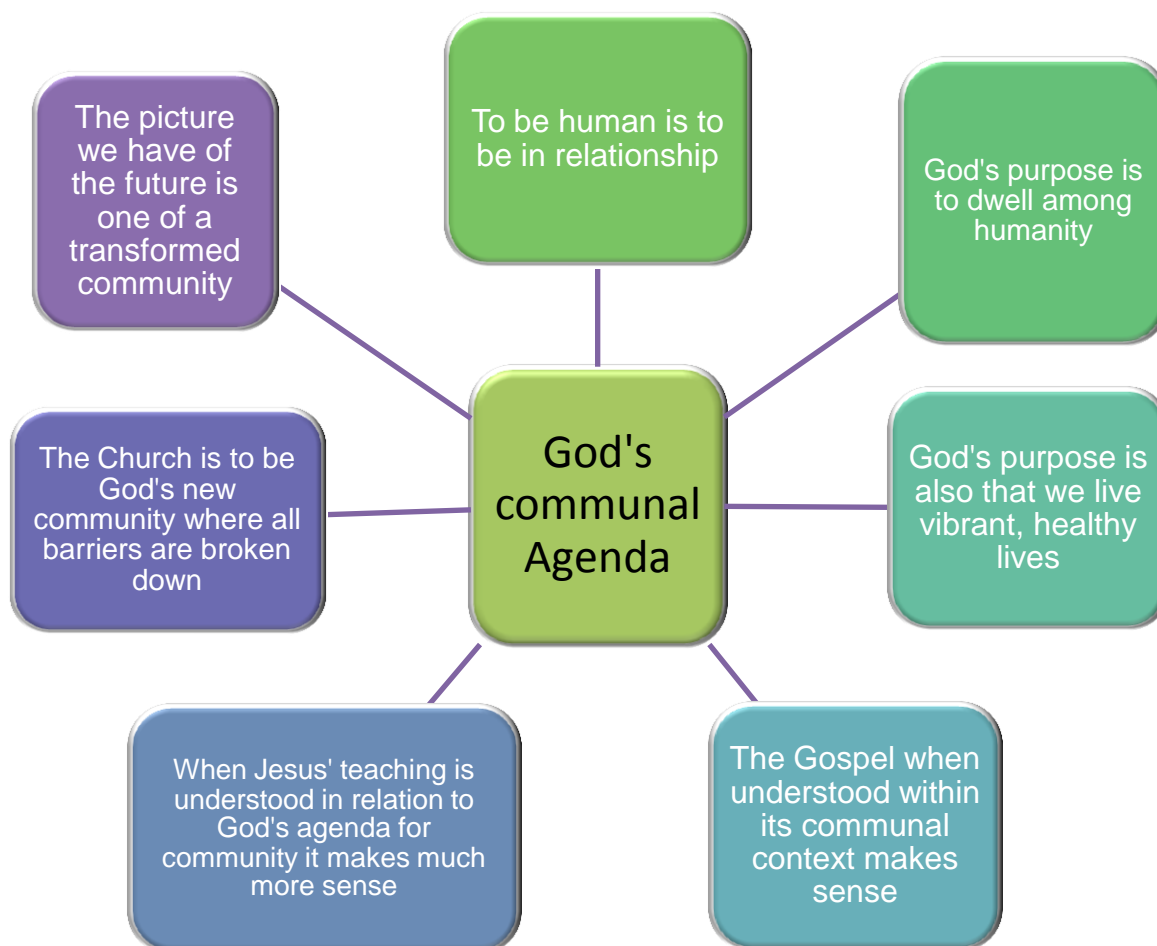 To be human is to
be in relationship
God's purpose is
to dwell among
humanity
God's purpose is
also that we live
vibrant, healthy
lives
The Gospel when
understood within
its communal
context makes
sense
When Jesus' teaching is
understood in relation to
God's agenda for
community it makes much
more sense
The Church is to be
God's new
community where all
barriers are broken
down
The picture
we have of
the future is
one of a
transformed
community
God's
communal
Agenda